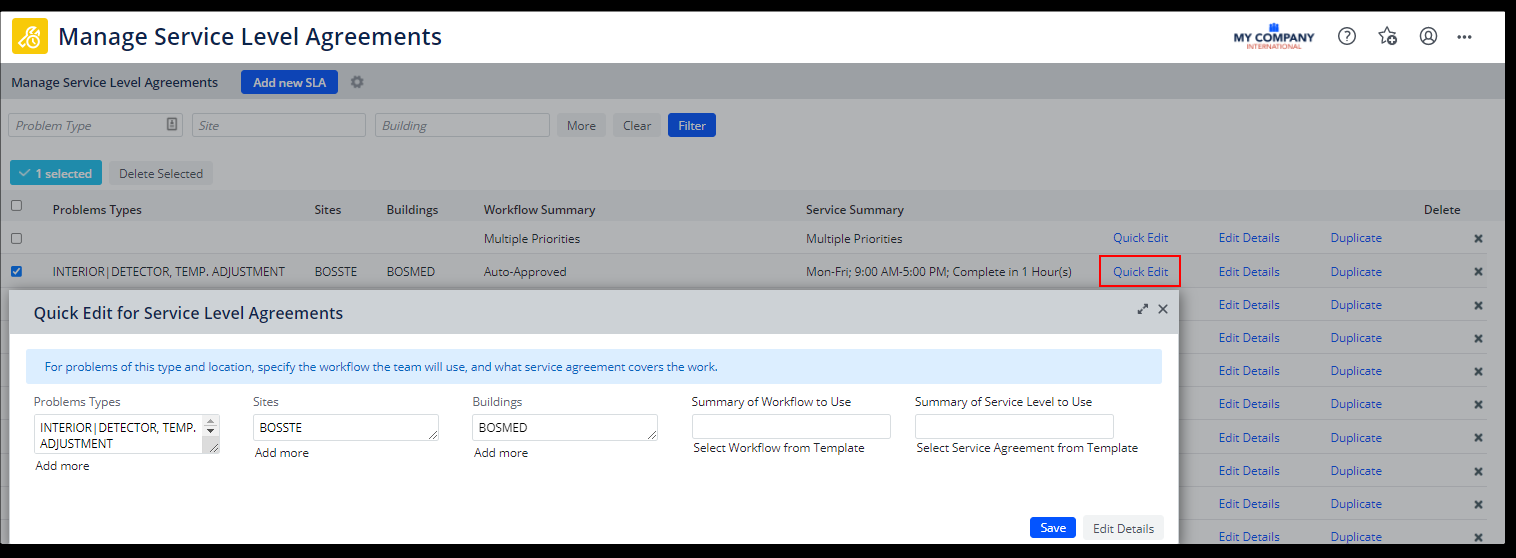 Manage Service Level Agreements
MY COMPANY
INTERNATIONAL
Manage Service Level Agreements Add new SLA
Problem Type Site Building More Clear Filter
1 selected Delete Selected
Problems Types Sites Buildings Workflow Summary Service Summary Delete
Multiple Priorities Multiple Priorities Quick Edit Edit Details Duplicate
INTERIOR|DETECTOR, TEMP. ADJUSTMENT BOSSTE BOSMED Auto-Approved Mon-Fri; 9:00 AM-5:00 PM; Complete in 1 Hour(s) Quick Edit Edit Details Duplicate
Edit Details Duplicate
Quick Edit for Service Level Agreements
Edit Details Duplicate
For problems of this type and location, specify the workflow the team will use, and what service agreement covers the work.
Edit Details Duplicate
Problems Types Sites Buildings Summary of Workflow to Use Summary of Service Level to Use
Edit Details Duplicate
INTERIOR|DETECTOR, TEMP.
ADJUSTMENT
BOSSTE BOSMED
Edit Details Duplicate
Add more Add more Add more Select Workflow from Template Select Service Agreement from Template
Edit Details Duplicate
Edit Details Duplicate
Save Edit Details
Edit Details Duplicate